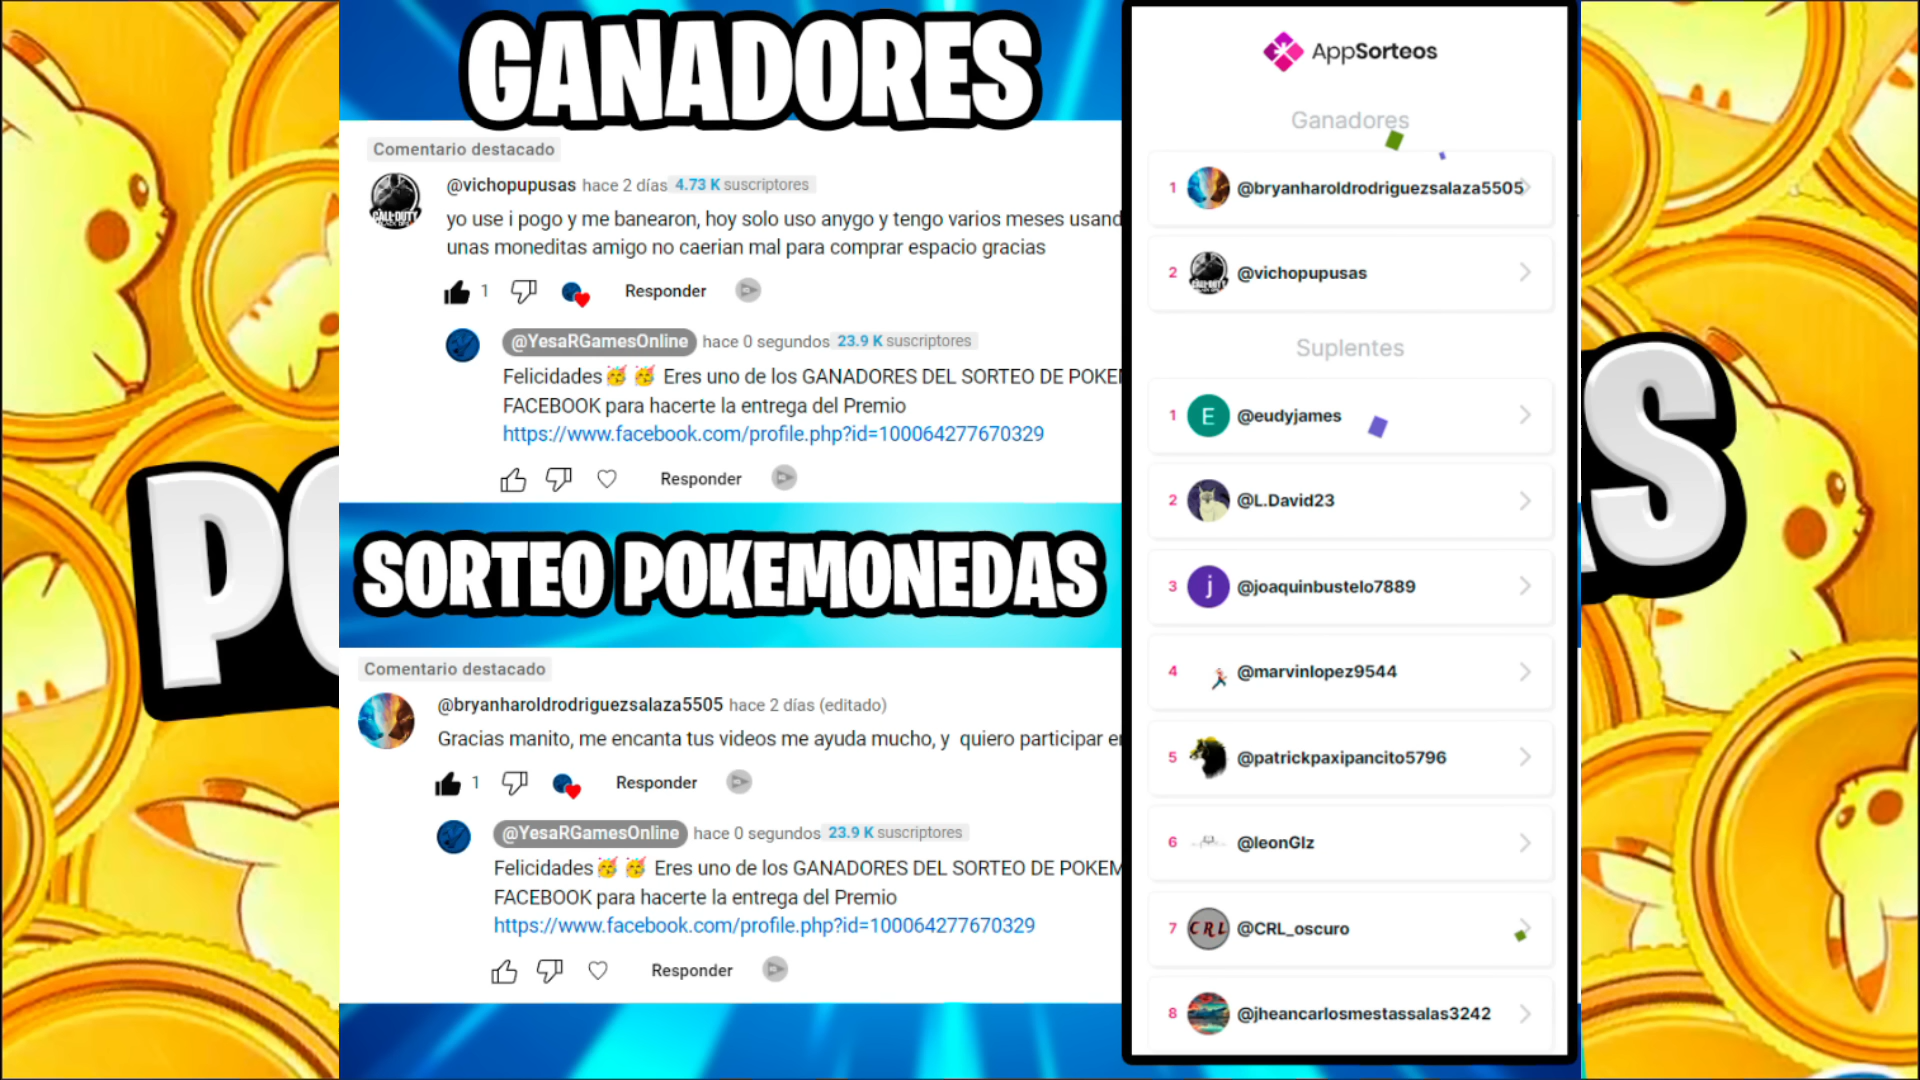 GANADORES
Comentario destacado
@vichopupusas hace 2 días 4.73 K suscriptores
yo use i pogo y me banearon, hoy solo uso anygo y tengo varios meses usand
unas moneditas amigo no caerian mal para comprar espacio gracias
1 Responder
@YesaRGamesOnline hace 0 segundos 23.9 K suscriptores
Felicidades🥳 🥳 Eres uno de los GANADORES DEL SORTEO DE POKE
FACEBOOK para hacerte la entrega del Premio
https://www.facebook.com/profile.php?id=100064277670329
Responder
SORTEO POKEMONEDAS
Comentario destacado
@bryanharoldrodriguezsalaza5505 hace 2 días (editado)
Gracias manito, me encanta tus videos me ayuda mucho, y quiero participar e
1 Responder
@YesaRGamesOnline hace 0 segundos 23.9 K suscriptores
Felicidades🥳 🥳 Eres uno de los GANADORES DEL SORTEO DE POKEM
FACEBOOK para hacerte la entrega del Premio
https://www.facebook.com/profile.php?id=100064277670329
Responder
AppSorteos
Ganadores
1 @bryanharoldrodriguezsalaza5505
2 @vichopupusas
Suplentes
1 E @eudyjames
2 @L.David23
3 j @joaquinbustelo7889
4 @marvinlopez9544
5 @patrickpaxipancito5796
6 @leonGlz
7 CRL @CRL_oscuro
8 @jheancarlosmestassalas3242